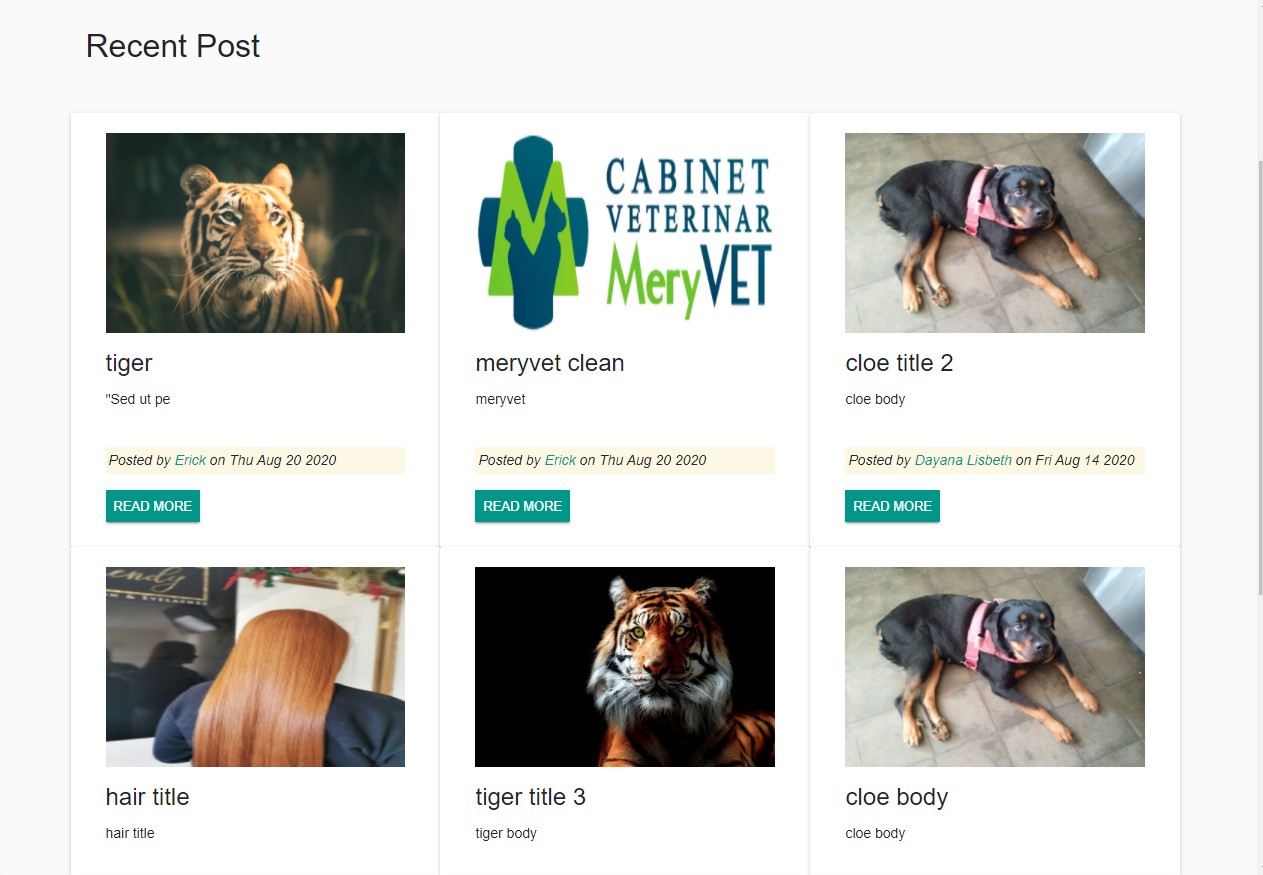 Recent Post
CABINET
VETERINAR
MeryVET
tiger
"Sed ut pe
Posted by Erick on Thu Aug 20 2020
READ MORE
meryvet clean
meryvet
Posted by Erick on Thu Aug 20 2020
READ MORE
cloe title 2
cloe body
Posted by Dayana Lisbeth on Fri Aug 14 2020
READ MORE
hair title
hair title
tiger title 3
tiger body
cloe body
cloe body